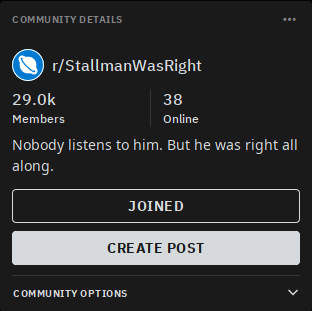 COMMUNITY DETAILS
r/StallmanWasRight
29.0k 38
Members Online
Nobody listens to him. But he was right all
along.
JOINED
CREATE POST
COMMUNITY OPTIONS